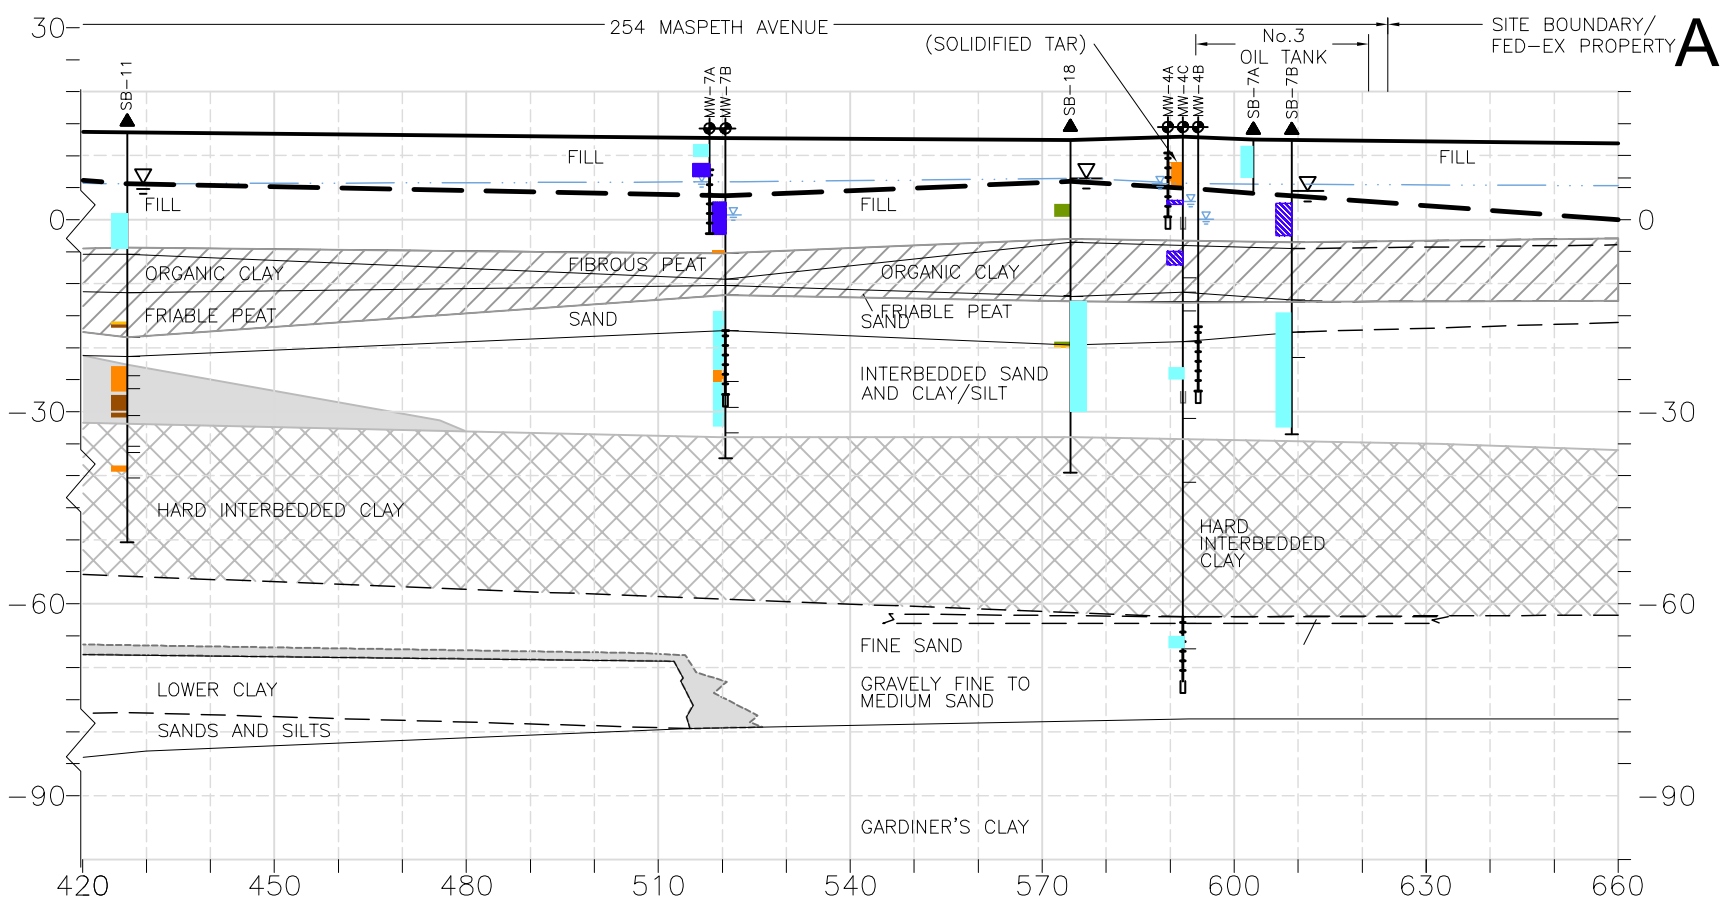 30
254 MASPETH AVENUE
SITE BOUNDARY/
FED-EX PROPERTY
A
(SOLIDIFIED TAR)
No.3
OIL TANK
SB-11
MW-7A
MW-7B
SB-18
MW-4A
MW-4C
MW-4B
SB-7A
SB-7B
FILL
FILL
FILL
FILL
0
0
ORGANIC CLAY
FIBROUS PEAT
ORGANIC CLAY
FRIABLE PEAT
SAND
FRIABLE PEAT
SAND
INTERBEDDED SAND
AND CLAY/SILT
-30
-30
HARD INTERBEDDED CLAY
HARD
INTERBEDDED
CLAY
-60
-60
FINE SAND
LOWER CLAY
GRAVELY FINE TO
MEDIUM SAND
SANDS AND SILTS
-90
-90
GARDINER'S CLAY
420 450 480 510 540 570 600 630 660